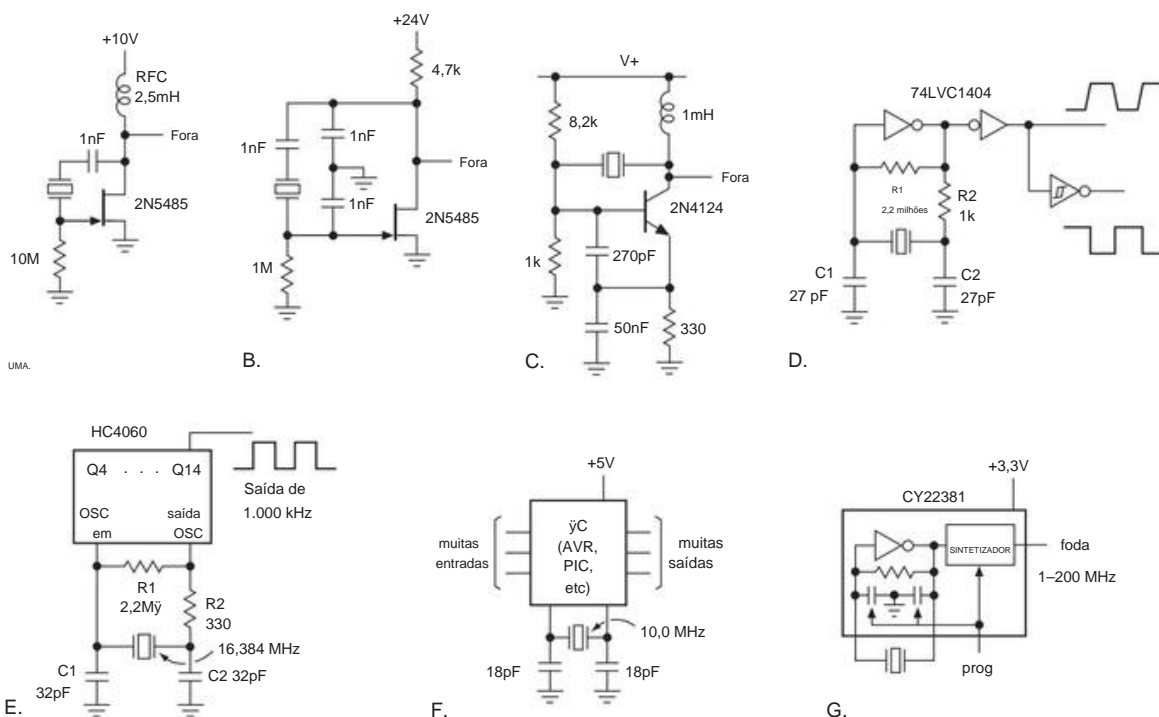 +10V
RFC
2,5mH
1nF
Fora
2N5485
10M
UMA.
+24V
4,7k
1nF
1nF
Fora
1nF
2N5485
1M
B.
V+
8,2k
1mH
Fora
2N4124
1k
270pF
50nF
330
C.
74LVC1404
R1
2,2 milhões
R2
1k
C1
27 pF
C2
27pF
D.
HC4060
Q4 . . . Q14
OSC
em
saída
OSC
Saída de
1.000 kHz
R1
2,2Mÿ
R2
330
16,384 MHz
C1
32pF
C2 32pF
E.
+5V
muitas
entradas
ÿC
(AVR,
PIC,
etc)
muitas
saídas
10,0 MHz
18pF
18pF
F.
+3,3V
CY22381
SINTETIZADOR
foda
1–200 MHz
prog
G.